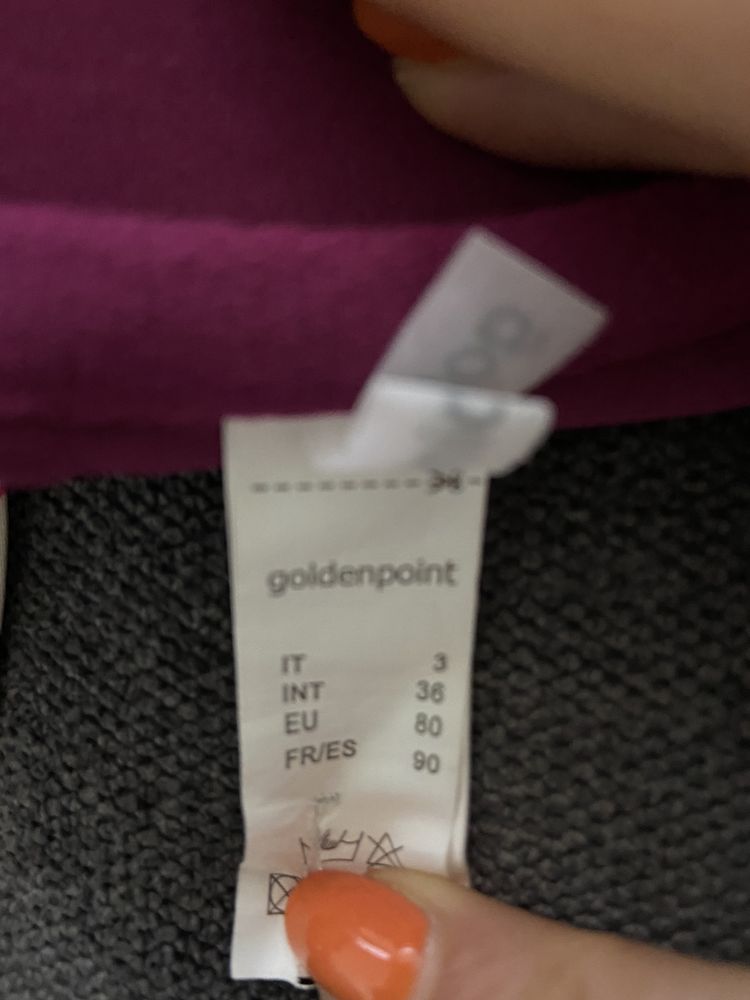 goldenpoint
IT 3
INT 36
EU 80
FR/ES 90